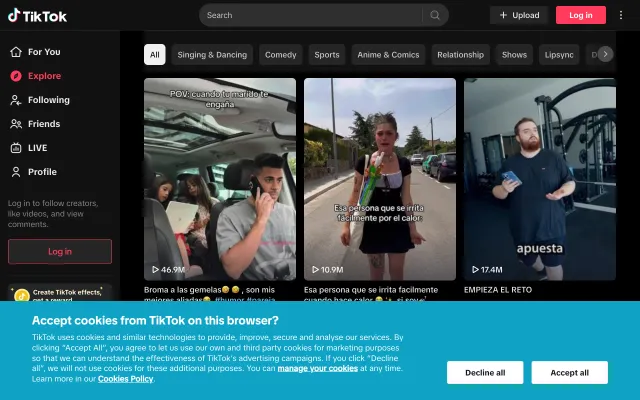 TikTok
Search
+ Upload
Log in
For You
Explore
Following
Friends
LIVE
Profile
Log in to follow creators,
like videos, and view
comments.
Log in
Create TikTok effects,
get a reward
All
Singing & Dancing
Comedy
Sports
Anime & Comics
Relationship
Shows
Lipsync
D
POV: cuando tu marido te
engaña
46.9M
Broma a las gemelas😂😂, son mis
mejores aliadas😂 #humor #pareja
Esa persona que se irrita
fácilmente por el calor:
10.9M
Esa persona que se irrita facilmente
cuando hace calor
apuesta
17.4M
EMPIEZA EL RETO
Accept cookies from TikTok on this browser?
TikTok uses cookies and similar technologies to provide, improve, secure and analyse our services. By
clicking “Accept All”, you agree to let us use our own and third party cookies for marketing purposes
so that we can understand the effectiveness of TikTok's advertising campaigns. If you click “Decline
all”, we will not use cookies for these additional purposes. You can manage your cookies at any time.
Learn more in our Cookies Policy.
Decline all
Accept all